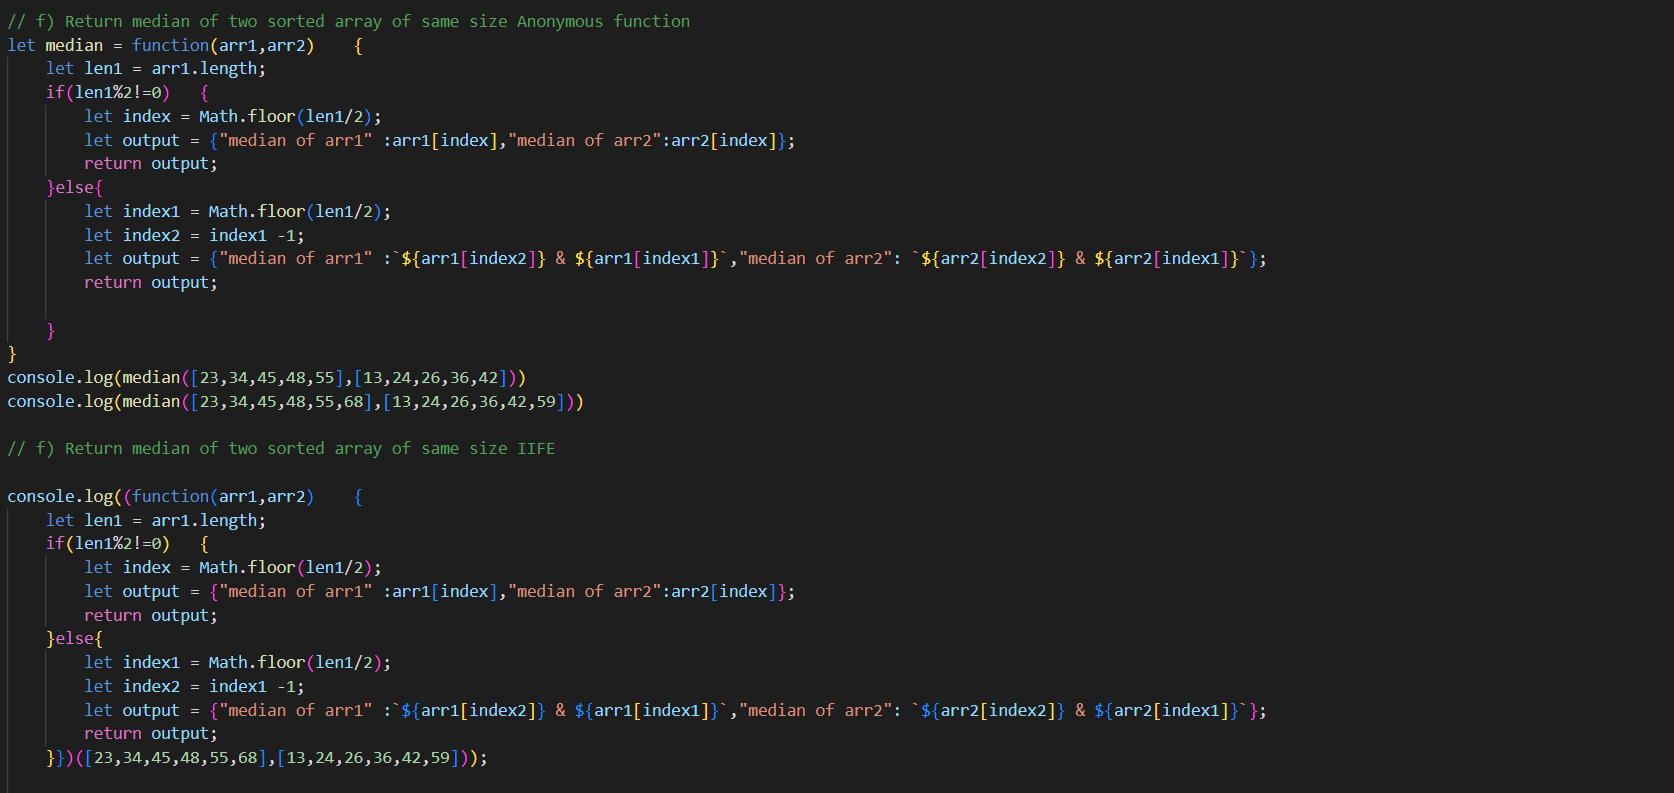 // f) Return median of two sorted array of same size Anonymous function
let median = function(arr1,arr2)    {
    let len1 = arr1.length;
    if(len1%2!=0)   {
        let index = Math.floor(len1/2);
        let output = {"median of arr1" :arr1[index],"median of arr2":arr2[index]};
        return output;
    }else{
        let index1 = Math.floor(len1/2);
        let index2 = index1 -1;
        let output = {"median of arr1" :`${arr1[index2]} & ${arr1[index1]}`,"median of arr2": `${arr2[index2]} & ${arr2[index1]}`};
        return output;
    }
}
console.log(median([23,34,45,48,55],[13,24,26,36,42]))
console.log(median([23,34,45,48,55,68],[13,24,26,36,42,59]))
// f) Return median of two sorted array of same size IIFE
console.log((function(arr1,arr2)    {
    let len1 = arr1.length;
    if(len1%2!=0)   {
        let index = Math.floor(len1/2);
        let output = {"median of arr1" :arr1[index],"median of arr2":arr2[index]};
        return output;
    }else{
        let index1 = Math.floor(len1/2);
        let index2 = index1 -1;
        let output = {"median of arr1" :`${arr1[index2]} & ${arr1[index1]}`,"median of arr2": `${arr2[index2]} & ${arr2[index1]}`};
        return output;
    }})([23,34,45,48,55,68],[13,24,26,36,42,59]));